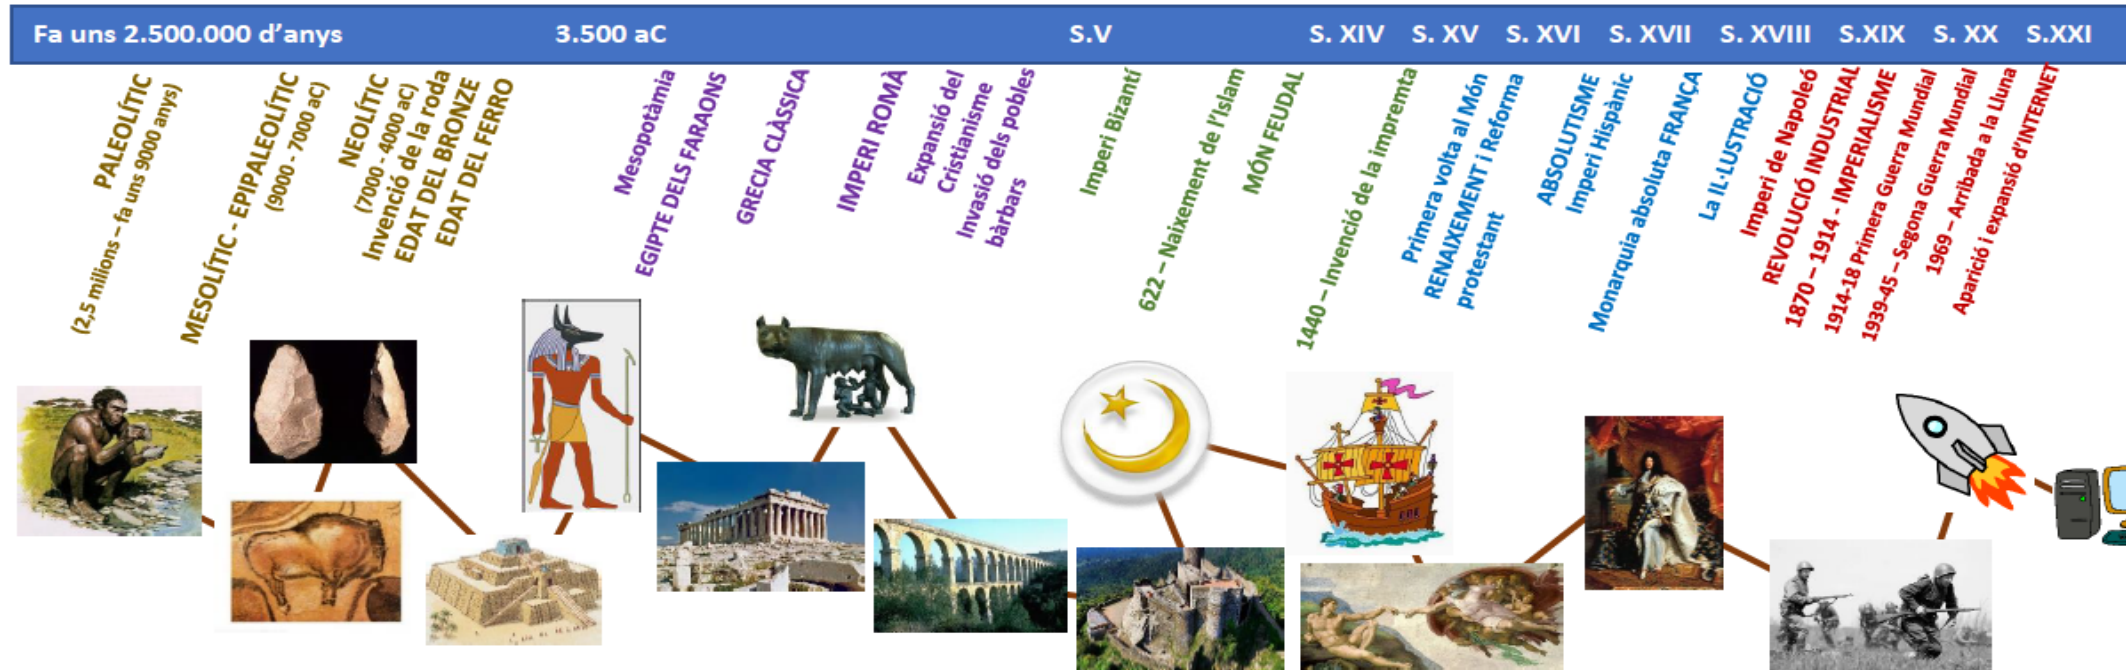 Fa uns 2.500.000 d'anys
3.500 aC
S.V
S. XIV
S. XV
S. XVI
S. XVII
S. XVIII
S.XIX
S. XX
S.XXI
PALEOLÍTIC
(2,5 milions – fa uns 9000 anys)
MESOLÍTIC - EPIPALEOLÍTIC
(9000 - 7000 aC)
NEOLÍTIC
(7000 - 4000 aC)
Invenció de la roda
EDAT DEL BRONZE
EDAT DEL FERRO
Mesopotàmia
EGIPTE DELS FARAONS
GRECIA CLÀSSICA
IMPERI ROMÀ
Expansió del
Cristianisme
Invasió dels pobles
bàrbars
Imperi Bizantí
622 – Naixement de l'Islam
MÓN FEUDAL
1440 – Invenció de la impremta
Primera volta al Món
RENAIXEMENT i Reforma
protestant
ABSOLUTISME
Imperi Hispànic
Monarquia absoluta FRANÇA
La IL·LUSTRACIÓ
Imperi de Napoleó
REVOLUCIÓ INDUSTRIAL
1870 – 1914 - IMPERIALISME
1914-18 Primera Guerra Mundial
1939-45 – Segona Guerra Mundial
1969 – Arribada a la Lluna
Aparició i expansió d'INTERNET